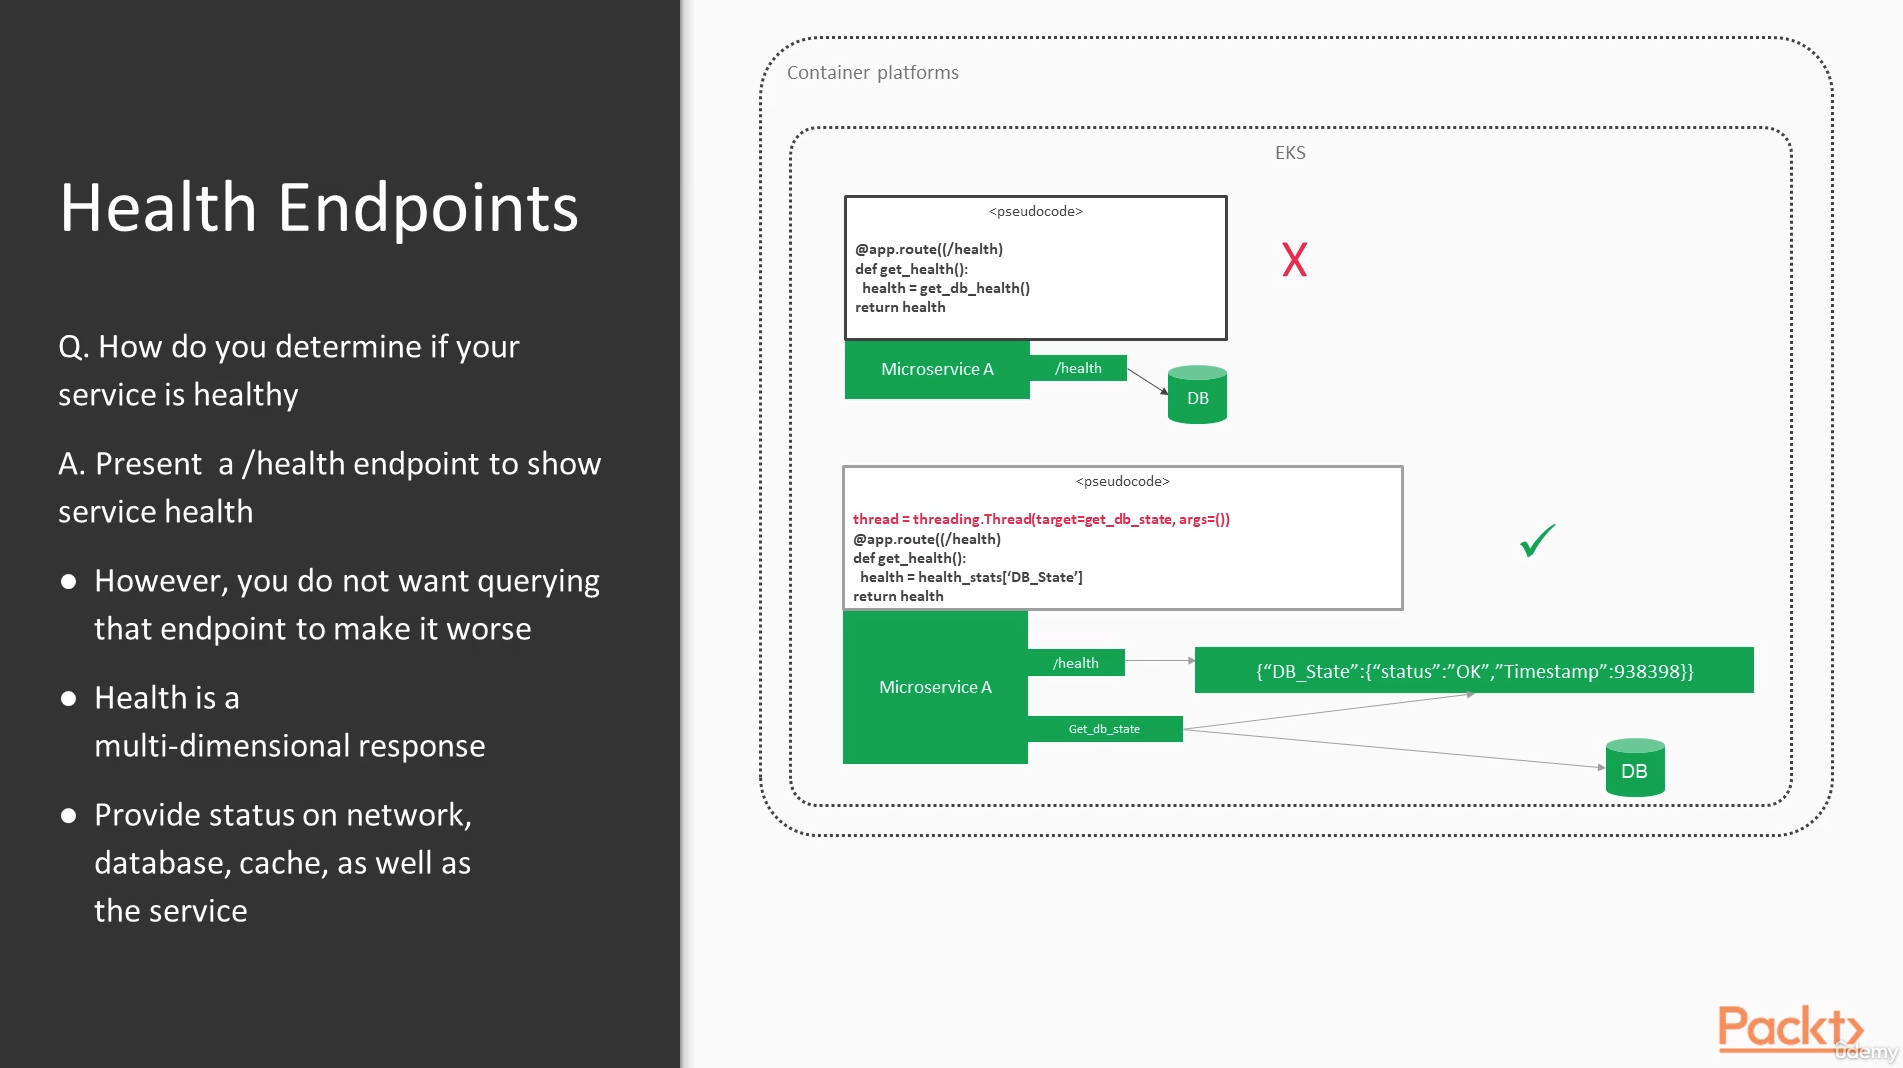 Health Endpoints
Q. How do you determine if your
service is healthy
A. Present a /health endpoint to show
service health
● However, you do not want querying
that endpoint to make it worse
● Health is a
multi-dimensional response
● Provide status on network,
database, cache, as well as
the service
Container platforms
EKS
<pseudocode>
@app.route((/health)
def get_health():
health = get_db_health()
return health
X
Microservice A
/health
DB
<pseudocode>
thread = threading.Thread(target=get_db_state, args=())
@app.route((/health)
def get_health():
health = health_stats[‘DB_State’]
return health
✓
Microservice A
/health
{“DB_State”:{“status”:”OK”,”Timestamp”:938398}}
Get_db_state
DB
Packt>
ûdemy